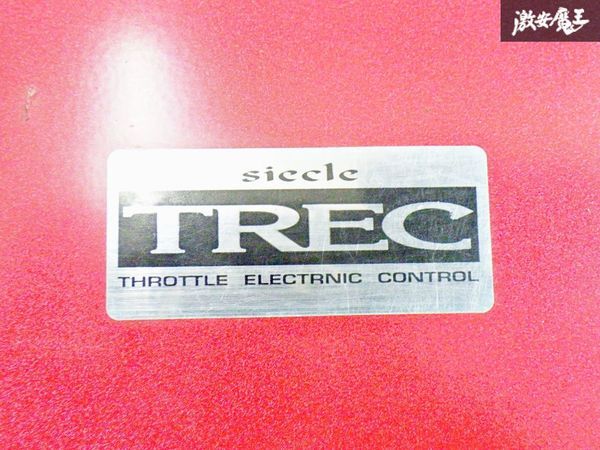 激安魔王
siecle
TREC
THROTTLE ELECTRNIC CONTROL